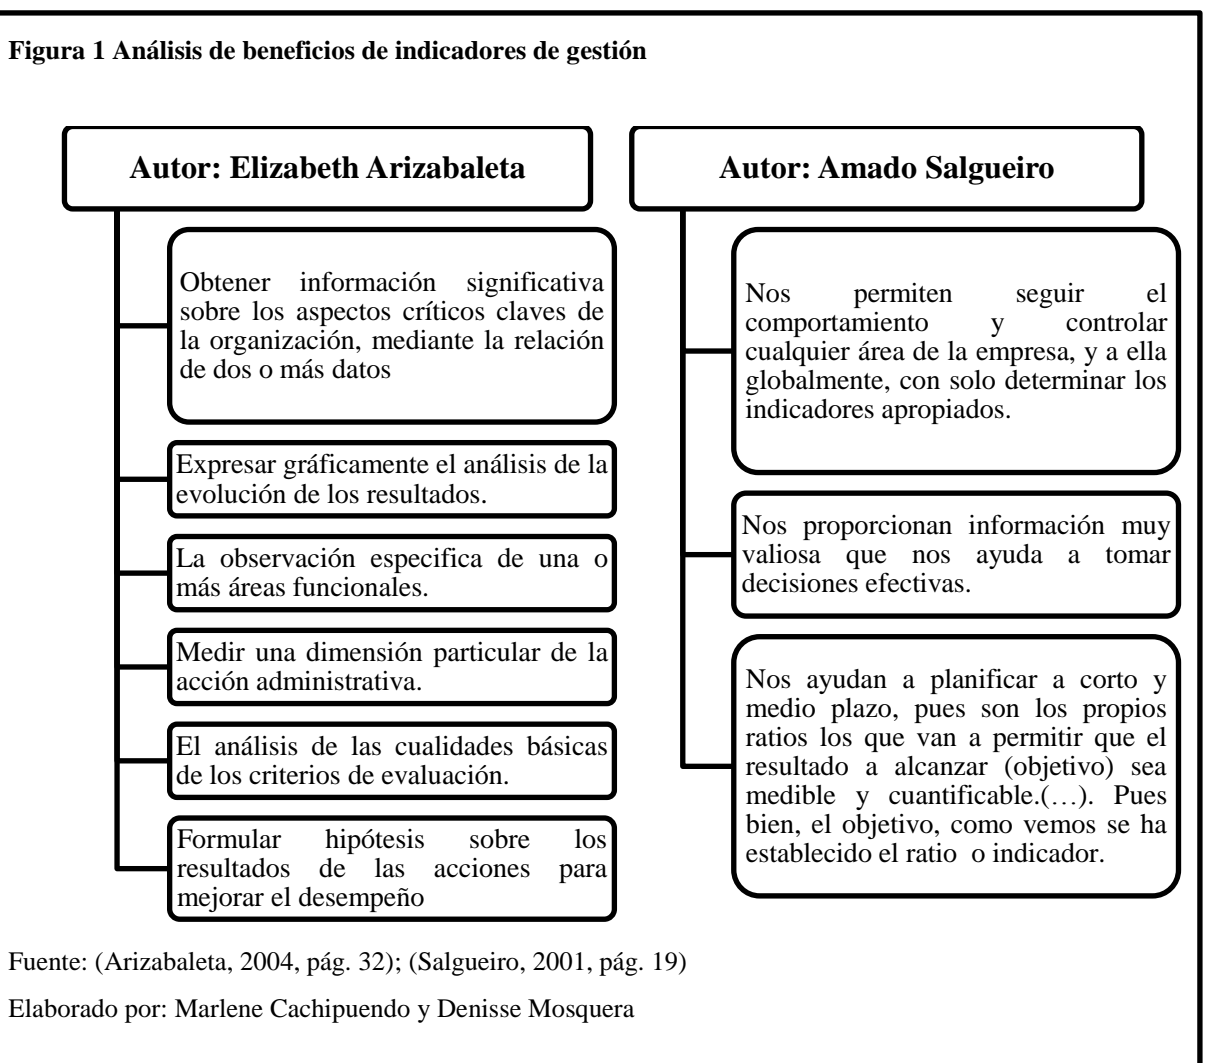 Figura 1 Análisis de beneficios de indicadores de gestión
Autor: Elizabeth Arizabaleta
Obtener información significativa
sobre los aspectos críticos claves de
la organización, mediante la relación
de dos o más datos
Expresar gráficamente el análisis de la
evolución de los resultados.
La observación especifica de una o
más áreas funcionales.
Medir una dimensión particular de la
acción administrativa.
El análisis de las cualidades básicas
de los criterios de evaluación.
Formular hipótesis sobre los
resultados de las acciones para
mejorar el desempeño
Autor: Amado Salgueiro
Nos permiten seguir el
comportamiento y controlar
cualquier área de la empresa, y a ella
globalmente, con solo determinar los
indicadores apropiados.
Nos proporcionan información muy
valiosa que nos ayuda a tomar
decisiones efectivas.
Nos ayudan a planificar a corto y
medio plazo, pues son los propios
ratios los que van a permitir que el
resultado a alcanzar (objetivo) sea
medible y cuantificable.(…). Pues
bien, el objetivo, como vemos se ha
establecido el ratio o indicador.
Fuente: (Arizabaleta, 2004, pág. 32); (Salgueiro, 2001, pág. 19)
Elaborado por: Marlene Cachipuendo y Denisse Mosquera